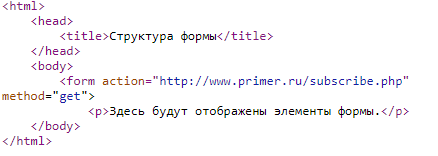 <html>
<head>
<title>Структура формы</title>
</head>
<body>
<form action="http://www.primer.ru/subscribe.php"
method="get">
<p>Здесь будут отображены элементы формы.</p>
</body>
</html>